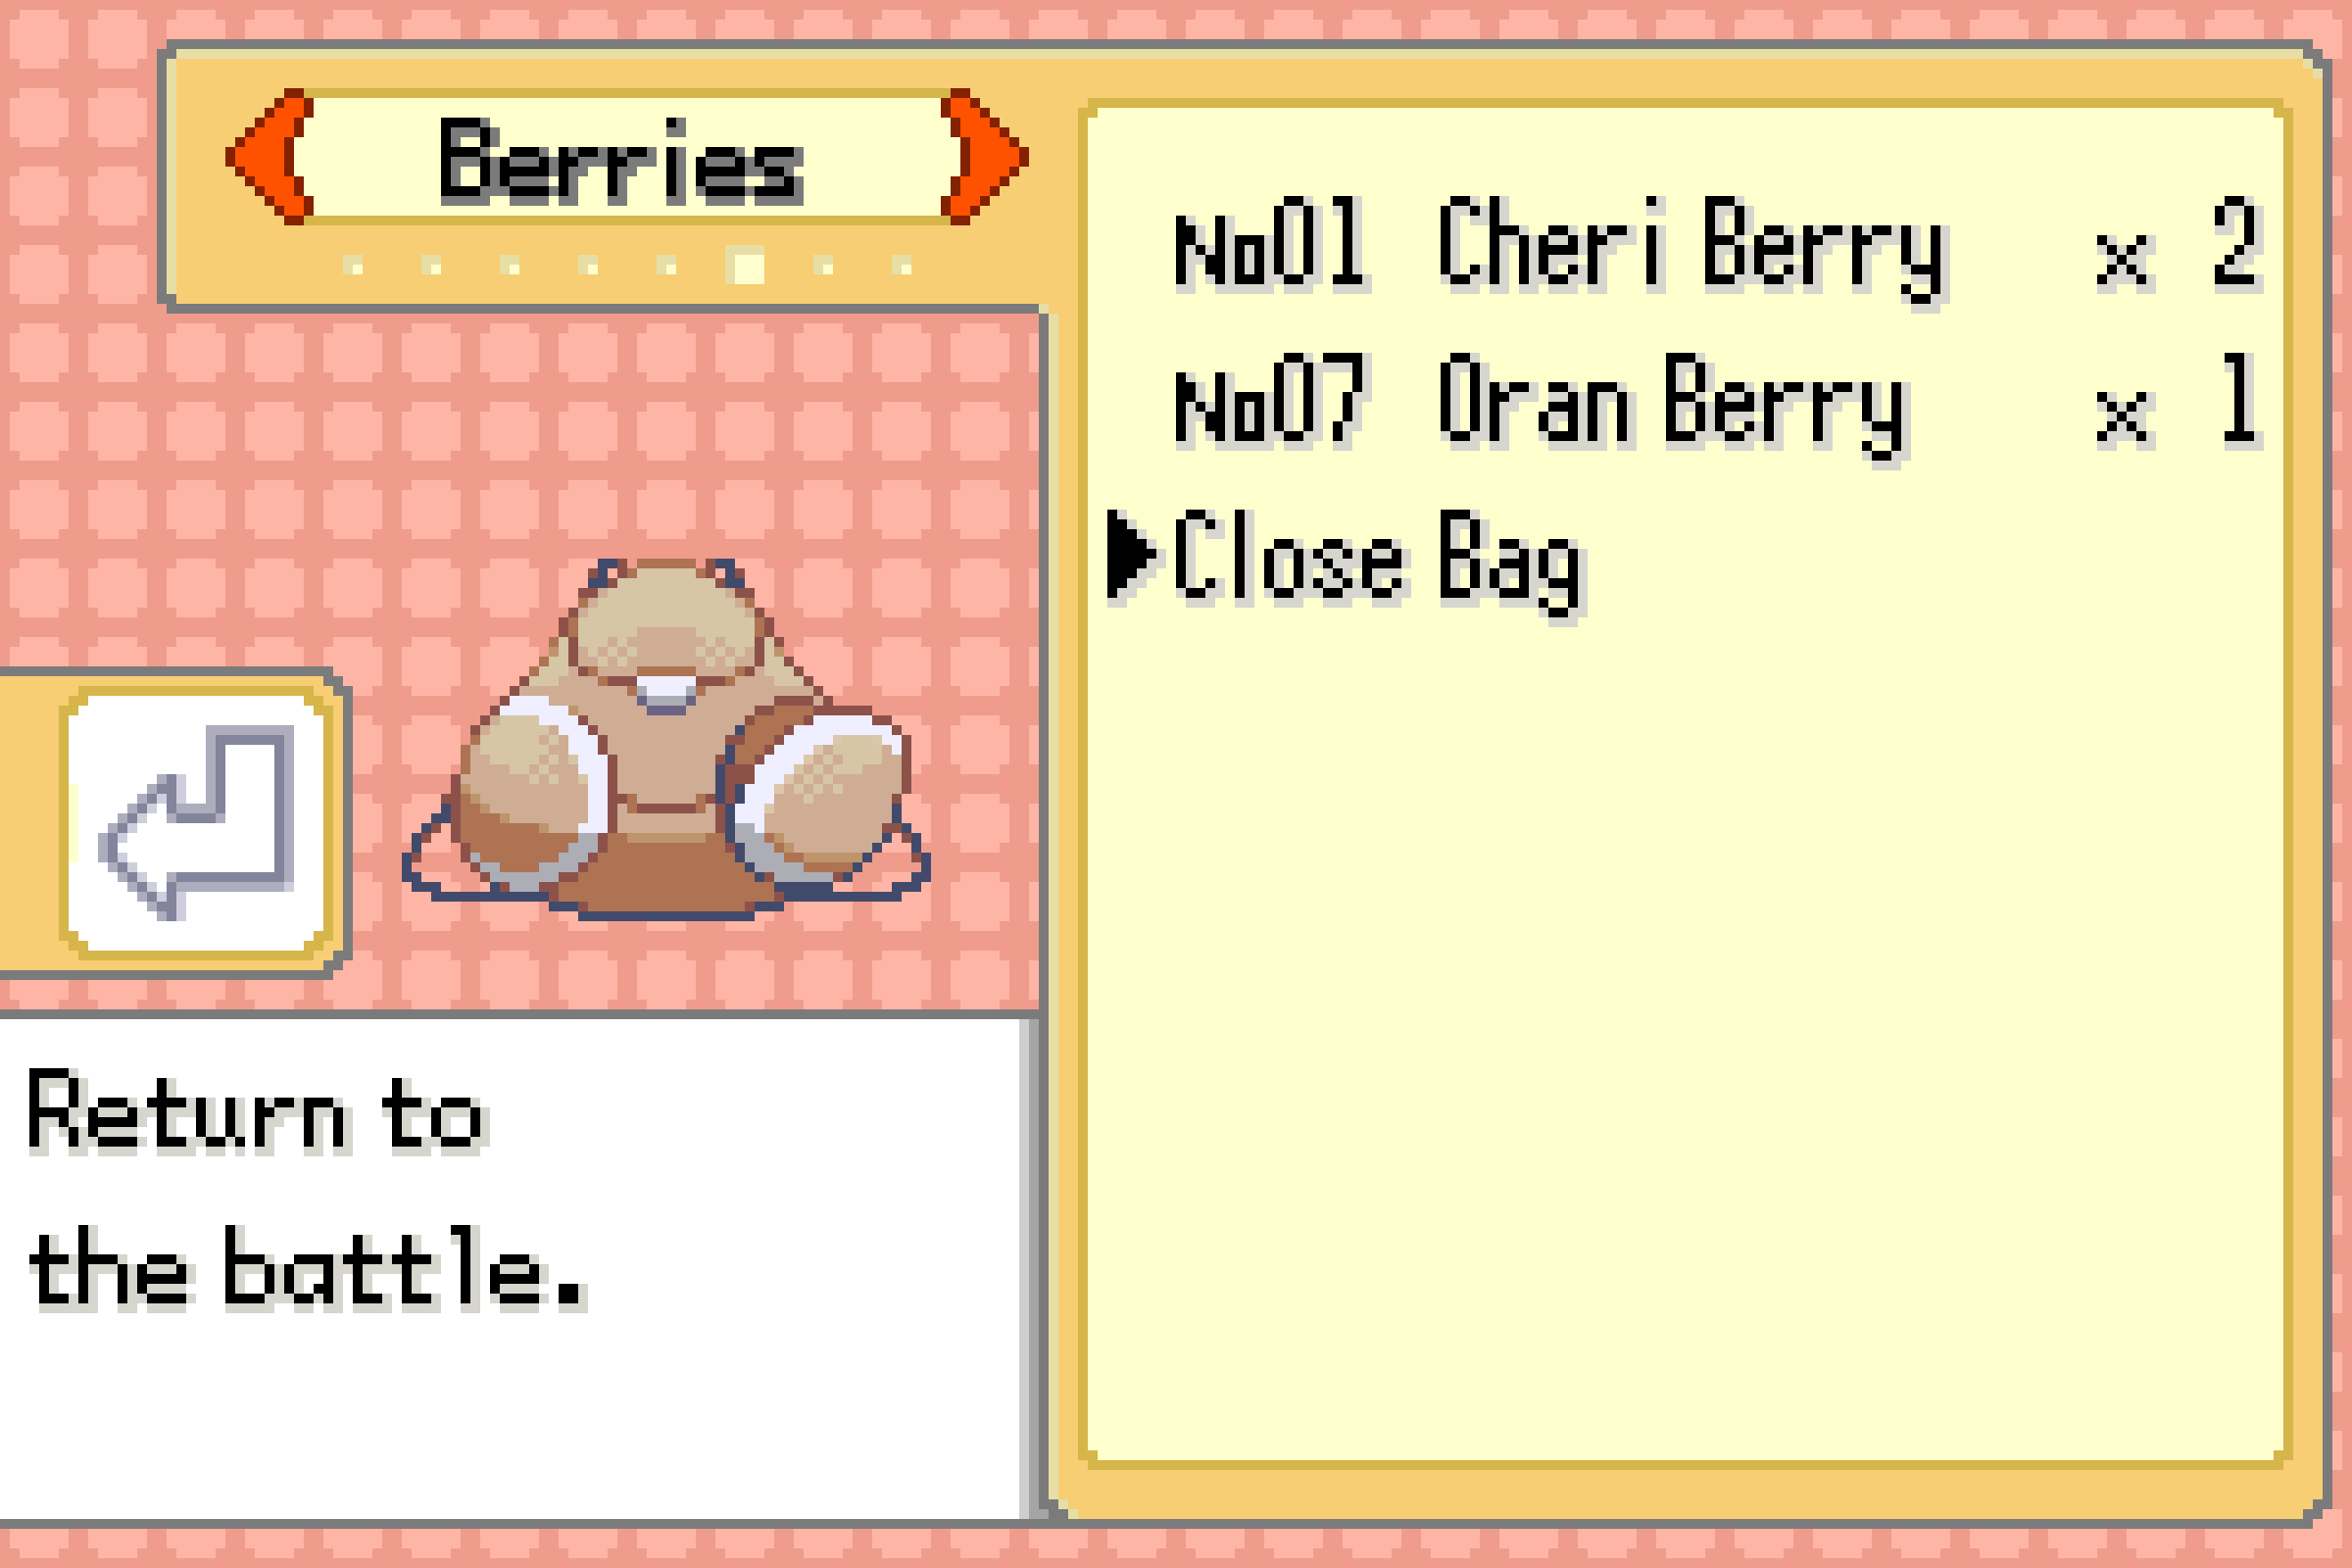 Berries
No01 Cheri Berry x 2
No07 Oran Berry x 1
Close Bag
Return to
the battle.